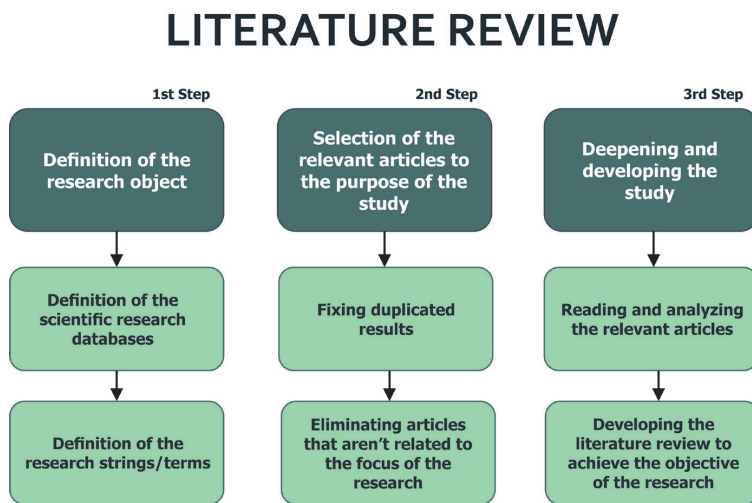 LITERATURE REVIEW
1st Step
Definition of the
research object
Definition of the
scientific research
databases
Definition of the
research strings/terms
2nd Step
Selection of the
relevant articles to
the purpose of the
study
Fixing duplicated
results
Eliminating articles
that aren't related to
the focus of the
research
3rd Step
Deepening and
developing the
study
Reading and analyzing
the relevant articles
Developing the
literature review to
achieve the objective
of the research